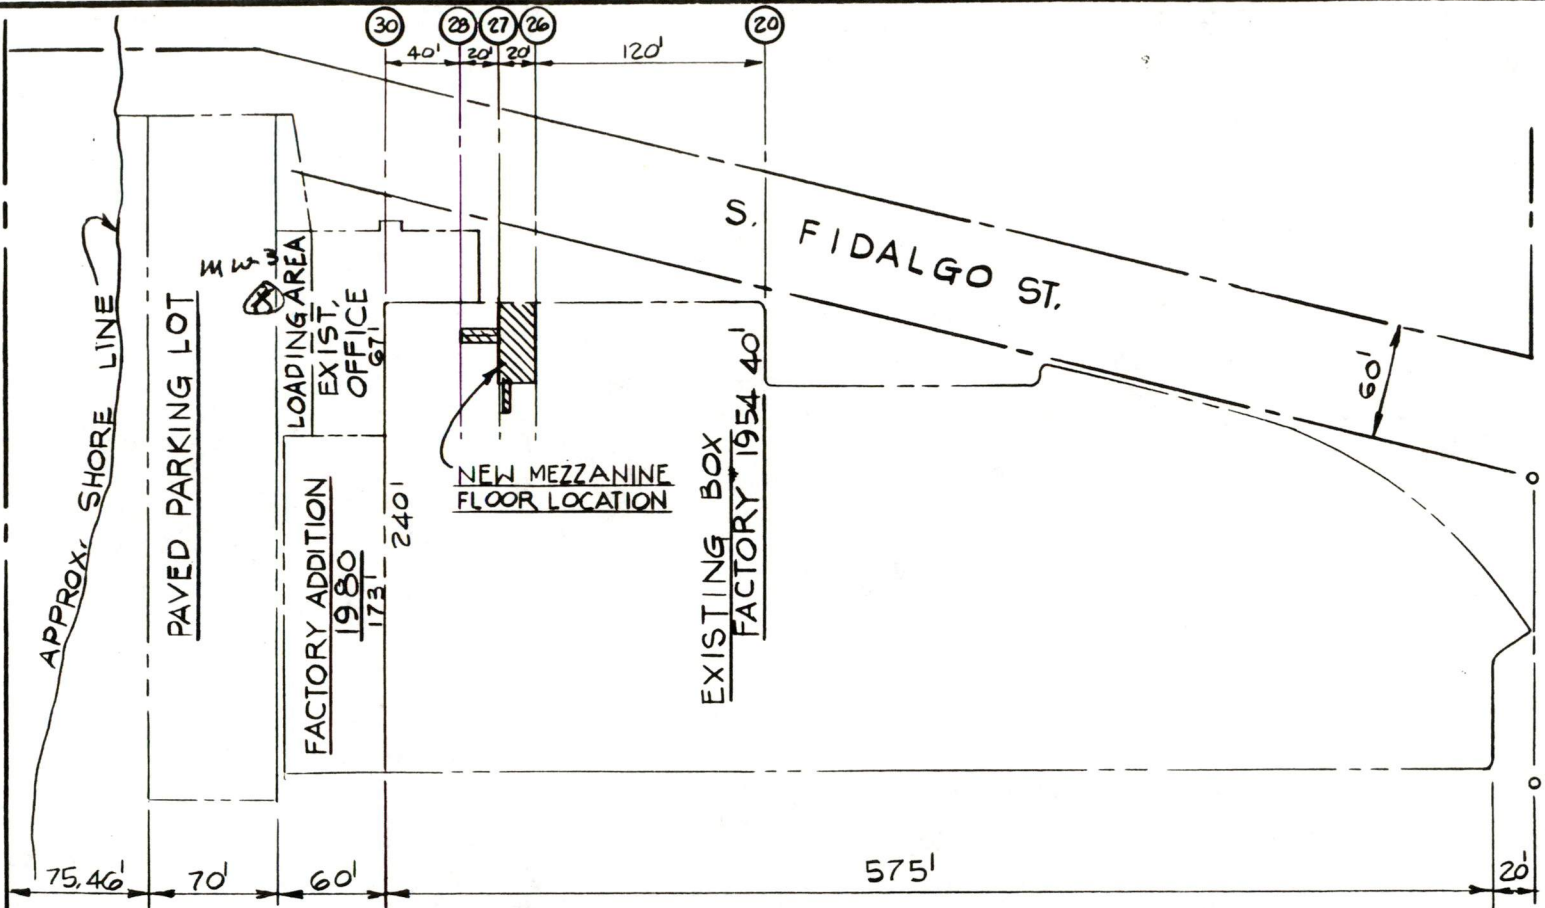 30 28 27 26 20
40' 20' 20' 120'
S. FIDALGO ST.
60'
MW 3
APPROX. SHORE LINE
PAVED PARKING LOT
LOADING AREA
EXIST.
OFFICE
67'
40'
NEW MEZZANINE
FLOOR LOCATION
240'
FACTORY ADDITION
1980
173'
EXISTING BOX
FACTORY 1954
75.46' 70' 60' 575' 20'